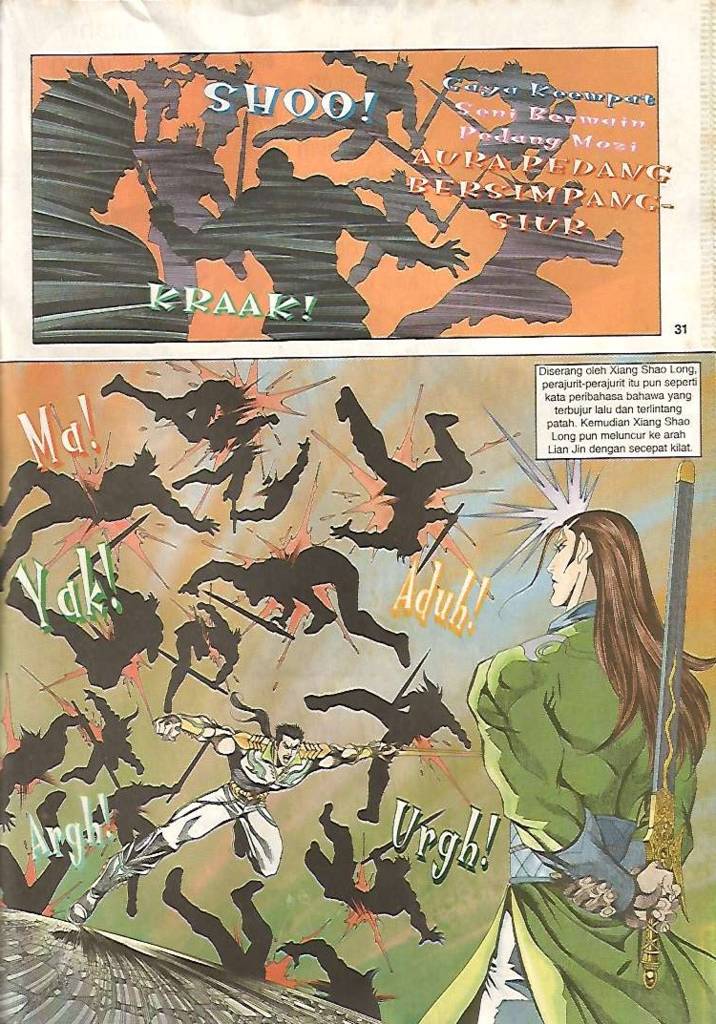 SHOO!
Gaya Keempat
Seni Bermain
Pedang Mozi
AURA PEDANG
BERSIMPANG-
SIUR
KRAAK!
31
Diserang oleh Xiang Shao Long,
perajurit-perajurit itu pun seperti
kata peribahasa bahawa yang
terbujur lalu dan terlintang
patah. Kemudian Xiang Shao
Long pun meluncur ke arah
Lian Jin dengan secepat kilat.
Ma!
Yak!
Aduh!
Argh!
Urgh!